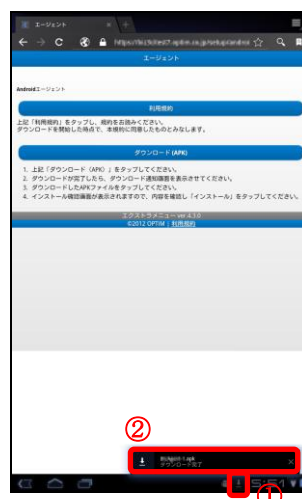 エージェント
エージェント
Androidエージェント
利用規約
上記「利用規約」をタップし、規約をお読みください。
ダウンロードを開始した時点で、本規約に同意したものとみなします。
ダウンロード (APK)
1. 上記「ダウンロード（APK）」をタップしてください。
2. ダウンロードが完了したら、ダウンロード通知画面を表示させてください。
3. ダウンロードしたAPKファイルをタップしてください。
4. インストール確認画面が表示されますので、内容を確認し「インストール」をタップしてください。
エクストラメニュー ver 4.3.0
©2012 OPTiM | 利用規約
②
ダウンロード完了
5:51
①